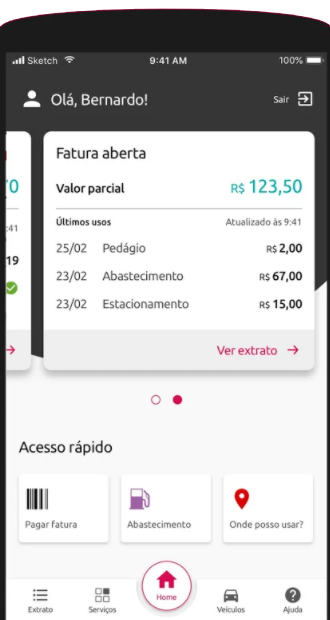 Sketch 9:41 AM 100%
Olá, Bernardo! Sair
Fatura aberta
Valor parcial R$ 123,50
Últimos usos Atualizado às 9:41
25/02 Pedágio R$ 2,00
23/02 Abastecimento R$ 67,00
23/02 Estacionamento R$ 15,00
Ver extrato →
0
:41
19
→
Acesso rápido
Pagar fatura Abastecimento Onde posso usar?
Extrato Serviços Home Veículos Ajuda